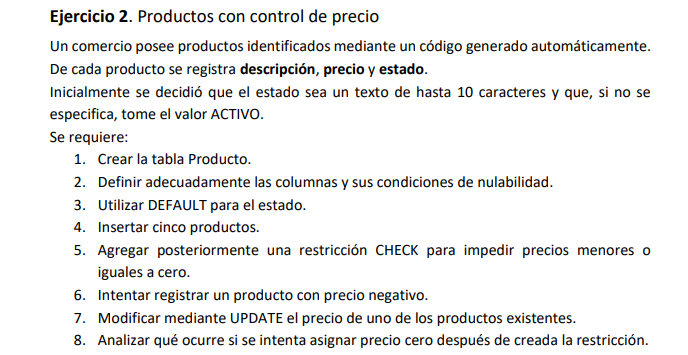 Ejercicio 2. Productos con control de precio
Un comercio posee productos identificados mediante un código generado automáticamente.
De cada producto se registra descripción, precio y estado.
Inicialmente se decidió que el estado sea un texto de hasta 10 caracteres y que, si no se
especifica, tome el valor ACTIVO.
Se requiere:
1. Crear la tabla Producto.
2. Definir adecuadamente las columnas y sus condiciones de nulabilidad.
3. Utilizar DEFAULT para el estado.
4. Insertar cinco productos.
5. Agregar posteriormente una restricción CHECK para impedir precios menores o
iguales a cero.
6. Intentar registrar un producto con precio negativo.
7. Modificar mediante UPDATE el precio de uno de los productos existentes.
8. Analizar qué ocurre si se intenta asignar precio cero después de creada la restricción.